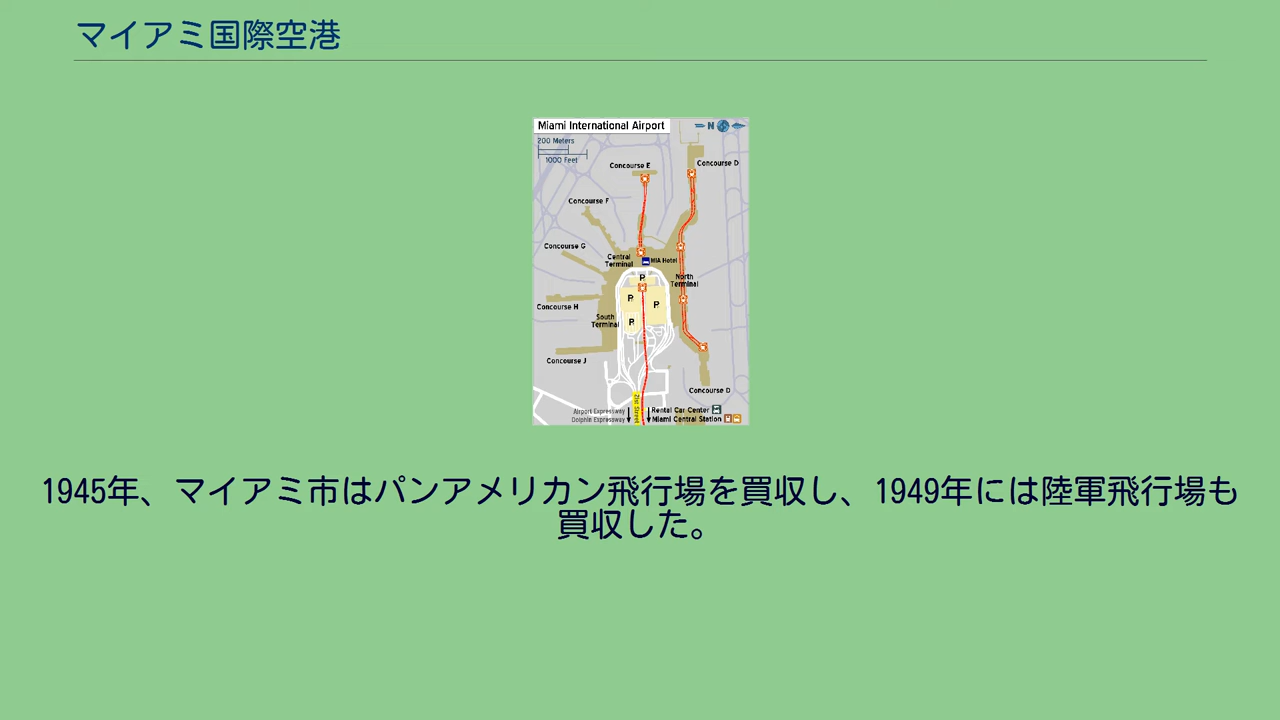 マイアミ国際空港
Miami International Airport
N
200 Meters
1000 Feet
Concourse E
Concourse D
Concourse F
Concourse G
Central
Terminal
MIA Hotel
P
North
Terminal
P
P
Concourse H
South
Terminal
P
Concourse J
Concourse D
21st Street
Airport Expressway
Rental Car Center
Dolphin Expressway
Miami Central Station
1945年、マイアミ市はパンアメリカン飛行場を買収し、1949年には陸軍飛行場も
買収した。